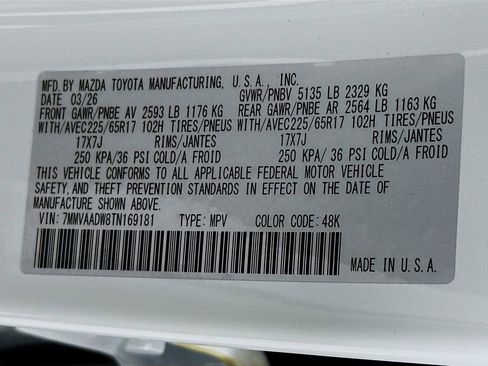 MFD. BY MAZDA TOYOTA MANUFACTURING, U.S.A., INC.
DATE 03/26 GVWR/PNBV 5135 LB 2329 KG
FRONT GAWR/PNBE AV 2593 LB 1176 KG REAR GAWR/PNBE AR 2564 LB 1163 KG
WITH/AVEC225/65R17 102H TIRES/PNEUS WITH/AVEC225/65R17 102H TIRES/PNEUS
17X7J RIMS/JANTES 17X7J RIMS/JANTES
250 KPA/36 PSI COLD/A FROID 250 KPA/36 PSI COLD/A FROID
THIS VEHICLE CONFORMS TO ALL APPLICABLE FEDERAL MOTOR VEHICLE
SAFETY, AND THEFT PREVENTION STANDARDS IN EFFECT ON THE DATE OF
MANUFACTURE SHOWN ABOVE.
VIN: 7MMVAADW8TN169181 TYPE: MPV COLOR CODE: 48K
MADE IN U.S.A.